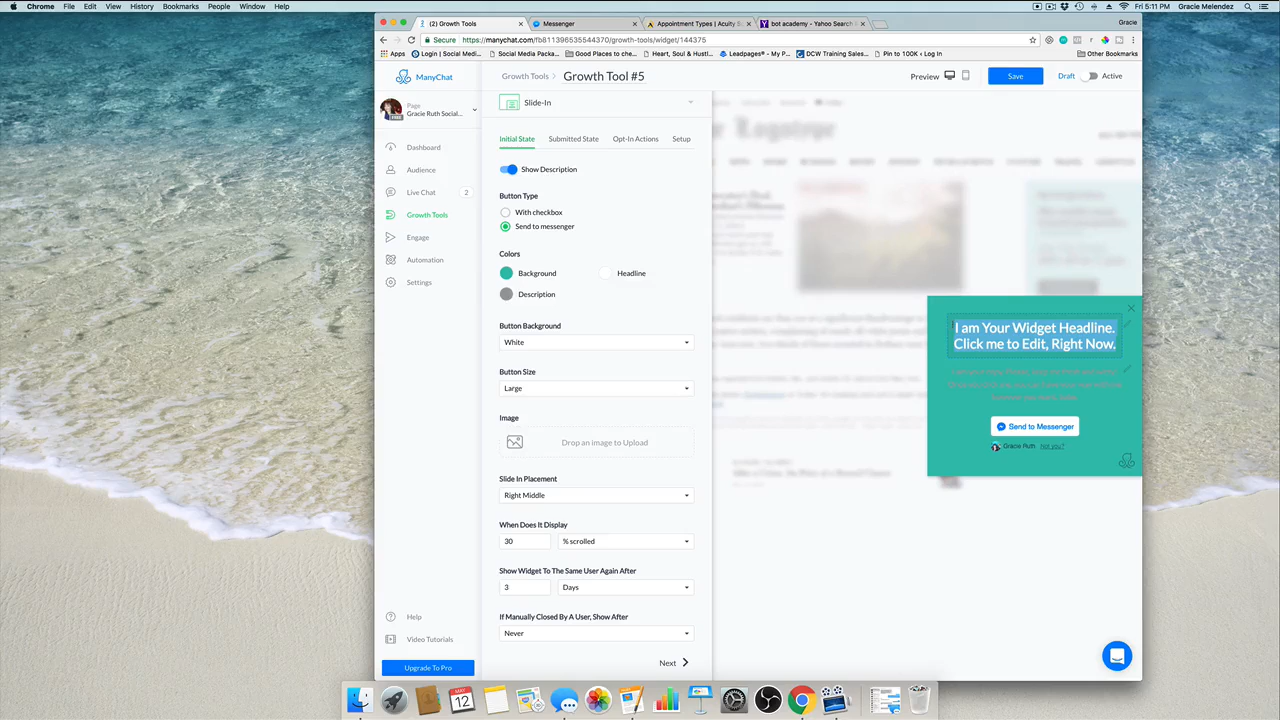 Chrome File Edit View History Bookmarks People Window Help
Fri 5:11 PM Gracie Melendez
(2) Growth Tools
Messenger
Appointment Types | Acuity S
bot academy - Yahoo Search
Gracie
Secure https://manychat.com/fb811396535544370/growth-tools/widget/144375
Apps
Login | Social Medi...
Social Media Packa...
Good Places to che...
Heart, Soul & Hustl...
Leadpages® - My P...
DCW Training Sales...
Pin to 100K < Log In
Other Bookmarks
ManyChat
Growth Tools
Growth Tool #5
Preview
Save
Draft
Active
Page
Gracie Ruth Social...
FREE
Dashboard
Audience
Live Chat 2
Growth Tools
Engage
Automation
Settings
Help
Video Tutorials
Upgrade To Pro
Slide-In
Initial State
Submitted State
Opt-In Actions
Setup
Show Description
Button Type
With checkbox
Send to messenger
Colors
Background
Headline
Description
Button Background
White
Button Size
Large
Image
Drop an image to Upload
Slide In Placement
Right Middle
When Does It Display
30 % scrolled
Show Widget To The Same User Again After
3 Days
If Manually Closed By A User, Show After
Never
Next
I am Your Widget Headline.
Click me to Edit, Right Now.
Send to Messenger
Gracie Ruth Not you?
MAY
12